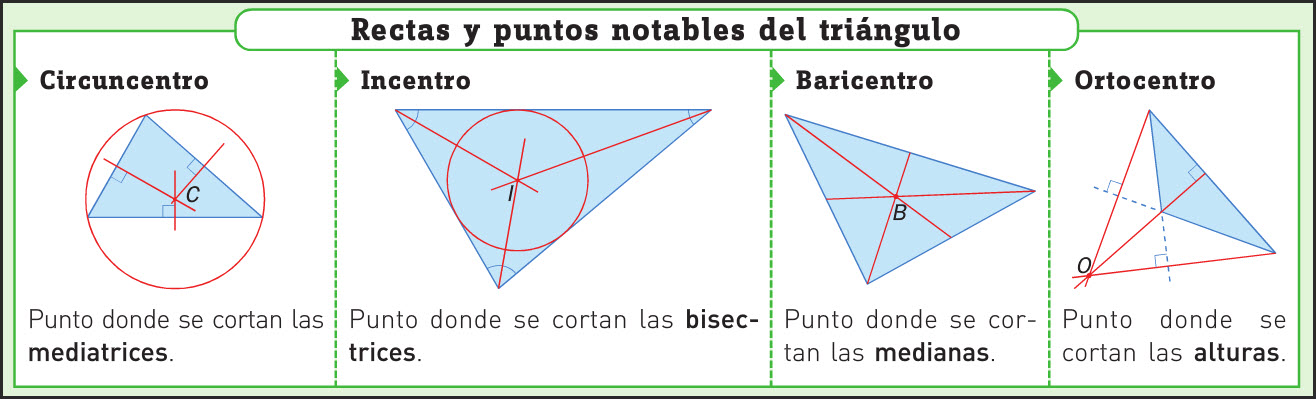 Rectas y puntos notables del triángulo
Circuncentro
C
Punto donde se cortan las
mediatrices.
Incentro
I
Punto donde se cortan las bisec-
trices.
Baricentro
B
Punto donde se cor-
tan las medianas.
Ortocentro
O
Punto donde se
cortan las alturas.